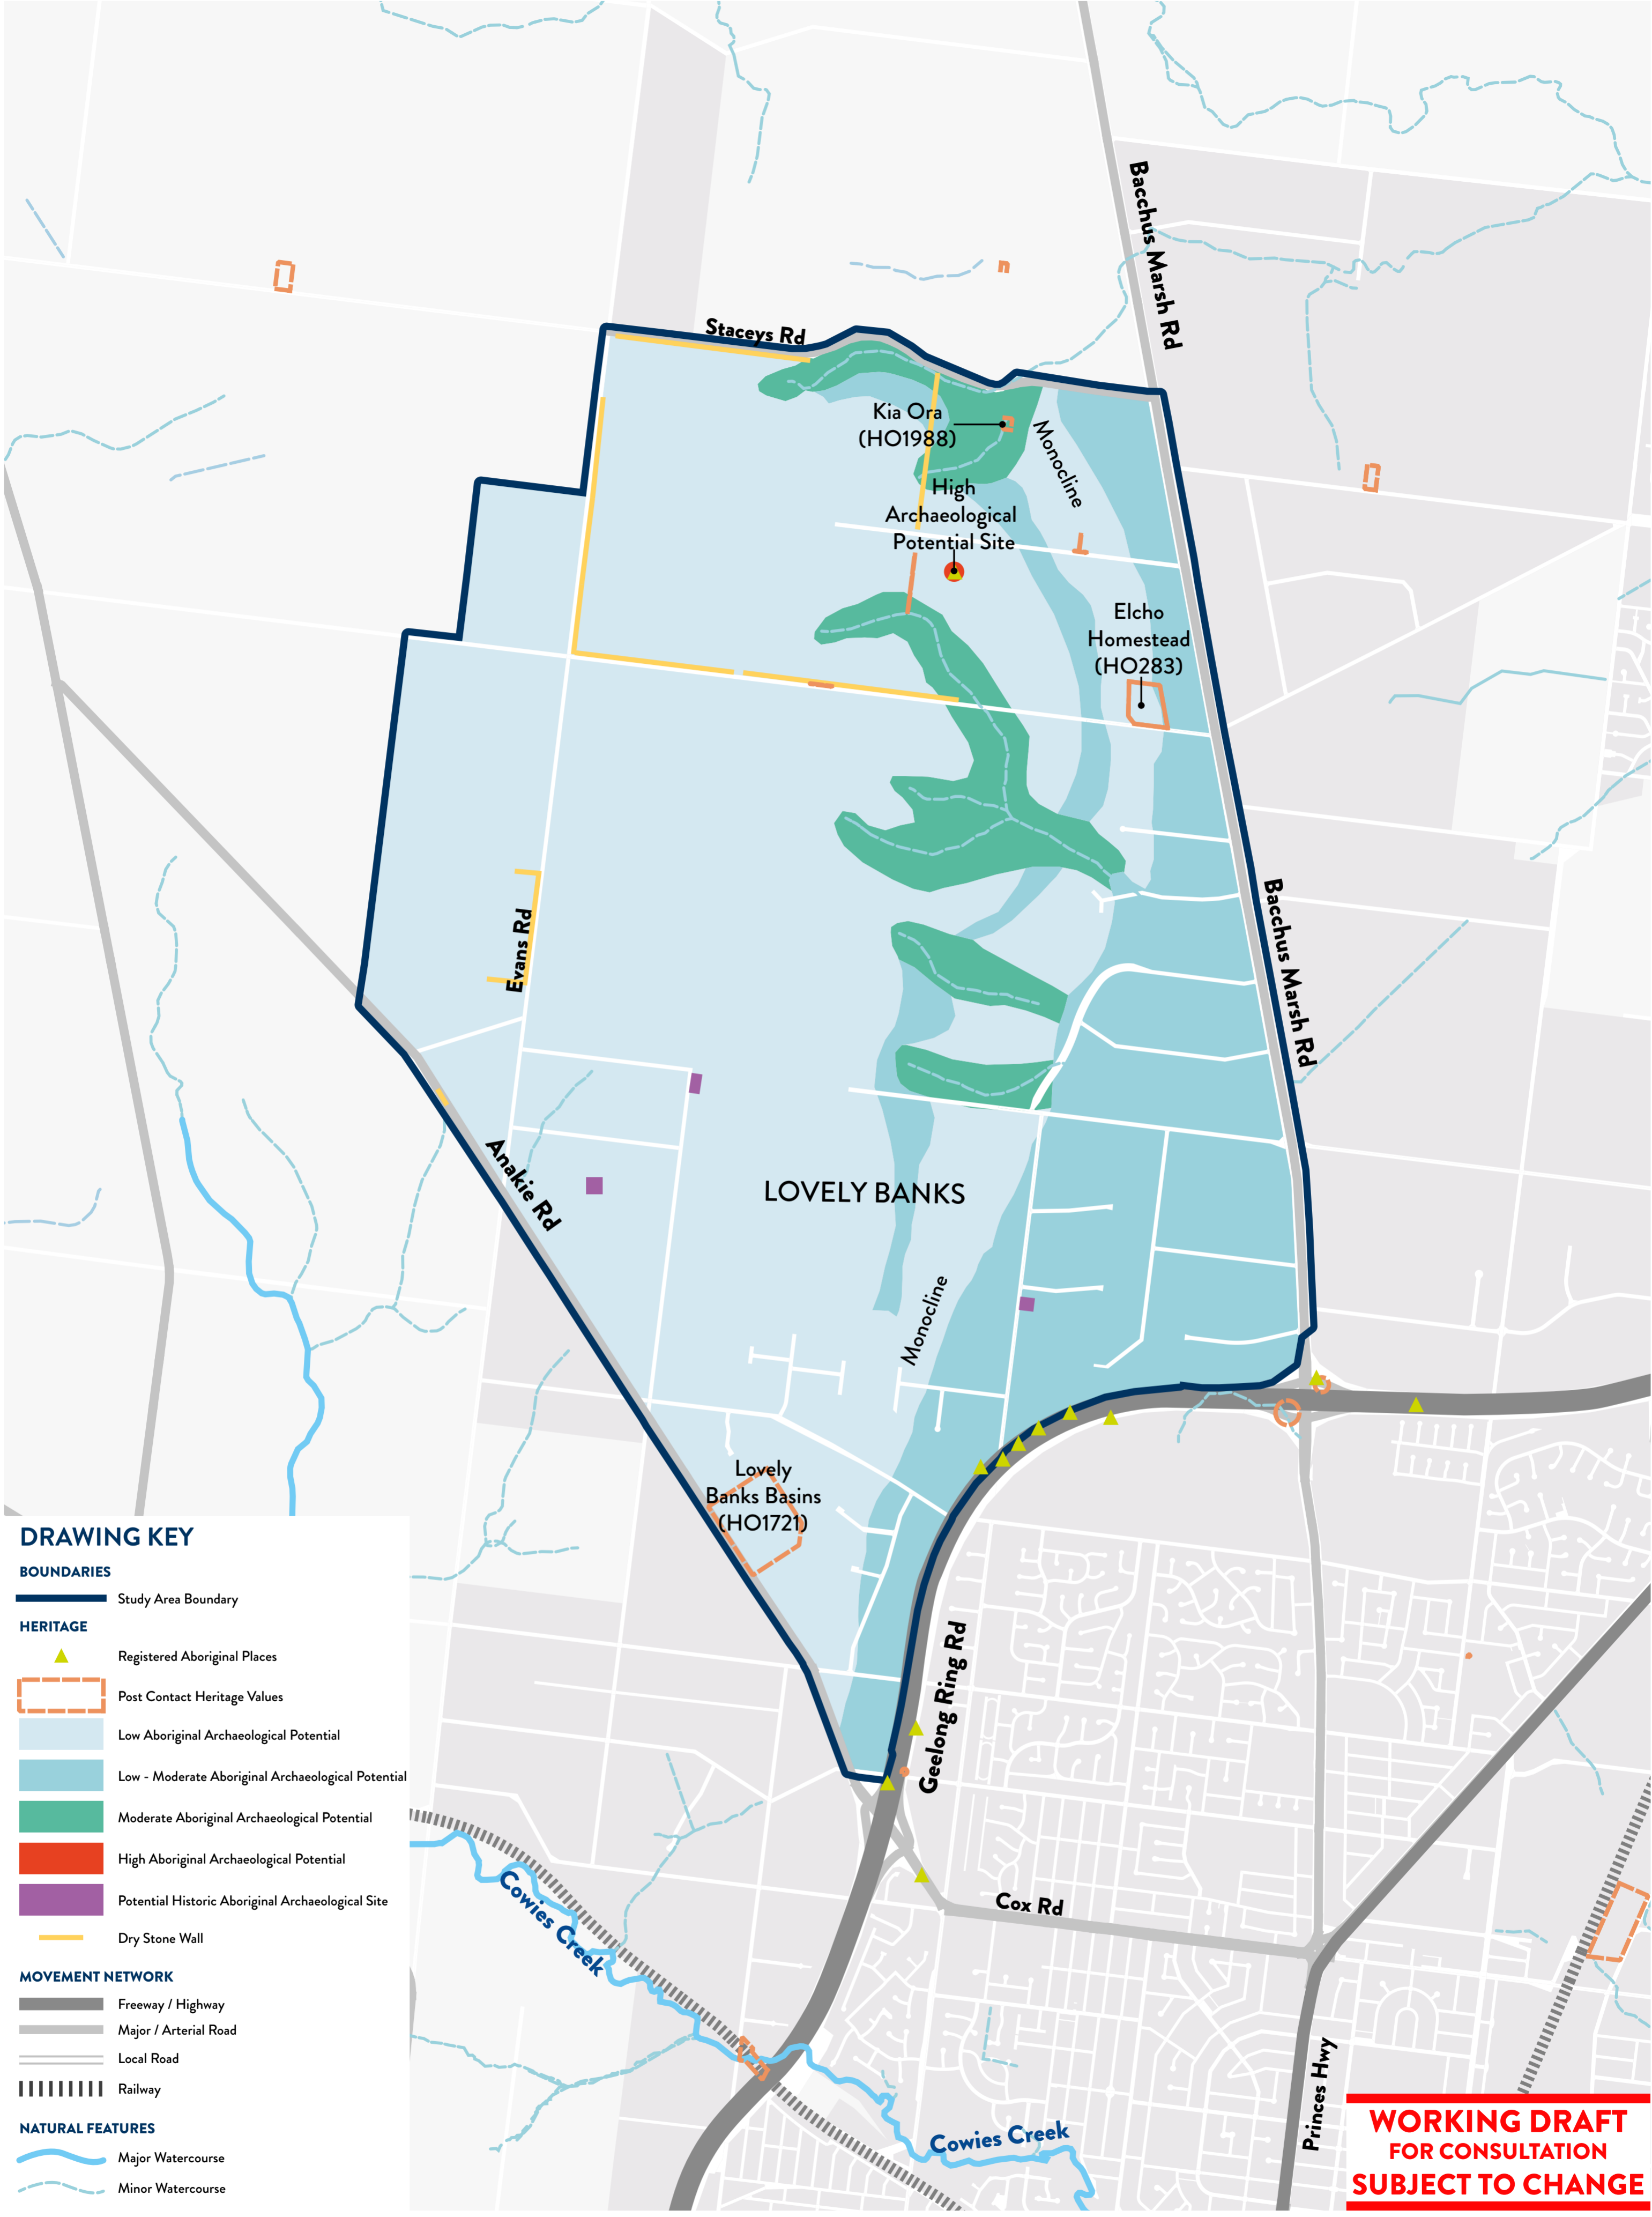 Bacchus Marsh Rd
Staceys Rd
Kia Ora
(HO1988)
Monocline
High
Archaeological
Potential Site
Elcho
Homestead
(HO283)
Evans Rd
Bacchus Marsh Rd
Anakie Rd
LOVELY BANKS
Monocline
Lovely
Banks Basins
(HO1721)
Geelong Ring Rd
Cox Rd
Cowies Creek
Cowies Creek
Princes Hwy
DRAWING KEY
BOUNDARIES
Study Area Boundary
HERITAGE
Registered Aboriginal Places
Post Contact Heritage Values
Low Aboriginal Archaeological Potential
Low - Moderate Aboriginal Archaeological Potential
Moderate Aboriginal Archaeological Potential
High Aboriginal Archaeological Potential
Potential Historic Aboriginal Archaeological Site
Dry Stone Wall
MOVEMENT NETWORK
Freeway / Highway
Major / Arterial Road
Local Road
Railway
NATURAL FEATURES
Major Watercourse
Minor Watercourse
WORKING DRAFT
FOR CONSULTATION
SUBJECT TO CHANGE